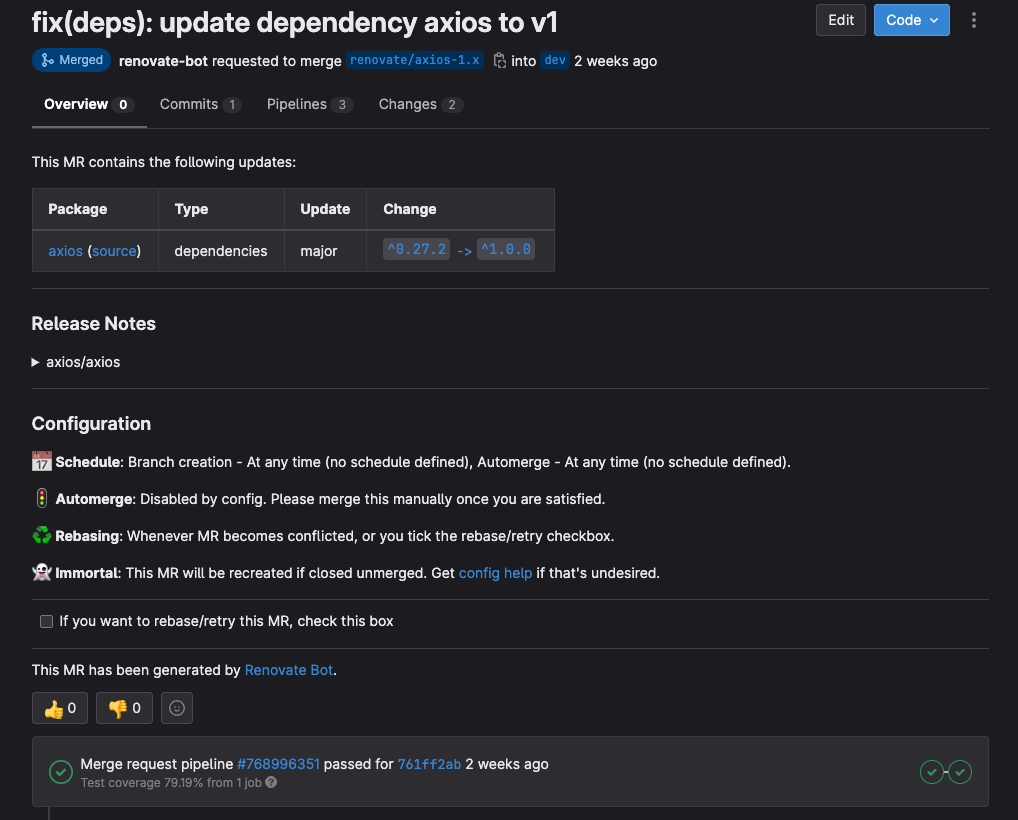 fix(deps): update dependency axios to v1
Edit
Code
Merged renovate-bot requested to merge renovate/axios-1.x into dev 2 weeks ago
Overview 0 Commits 1 Pipelines 3 Changes 2
This MR contains the following updates:
Package Type Update Change
axios (source) dependencies major ^0.27.2 -> ^1.0.0
Release Notes
axios/axios
Configuration
17 Schedule: Branch creation - At any time (no schedule defined), Automerge - At any time (no schedule defined).
Automerge: Disabled by config. Please merge this manually once you are satisfied.
Rebasing: Whenever MR becomes conflicted, or you tick the rebase/retry checkbox.
Immortal: This MR will be recreated if closed unmerged. Get config help if that's undesired.
If you want to rebase/retry this MR, check this box
This MR has been generated by Renovate Bot.
0 0
Merge request pipeline #768996351 passed for 761ff2ab 2 weeks ago
Test coverage 79.19% from 1 job ?